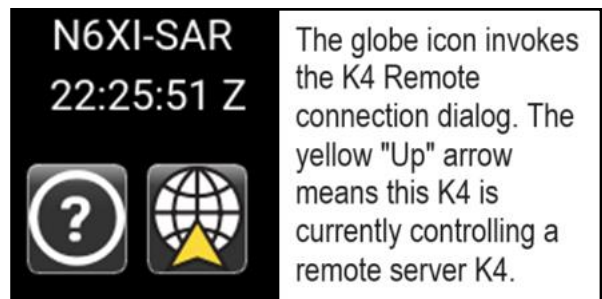 N6XI-SAR
22:25:51 Z
?
The globe icon invokes
the K4 Remote
connection dialog. The
yellow "Up" arrow
means this K4 is
currently controlling a
remote server K4.